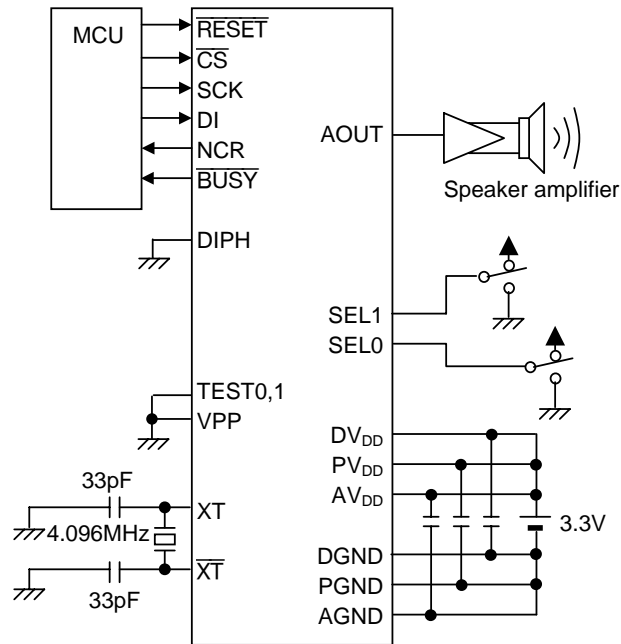 MCU
RESET
CS
SCK
DI
NCR
BUSY
DIPH
TEST0,1
VPP
33pF
XT
4.096MHz
XT
33pF
AOUT
Speaker amplifier
SEL1
SEL0
DVDD
PVDD
AVDD
3.3V
DGND
PGND
AGND